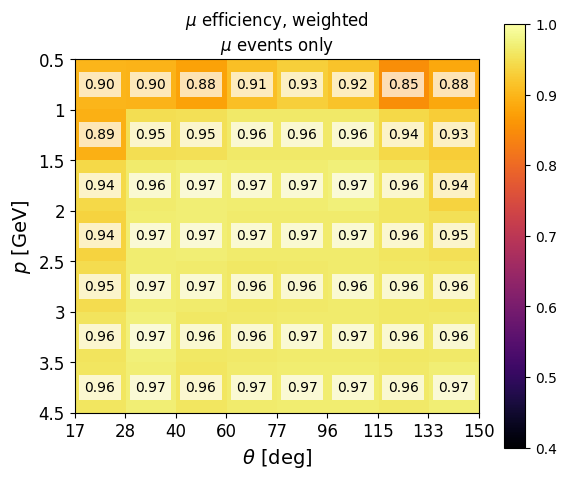 μ efficiency, weighted
μ events only
0.5
0.90 0.90 0.88 0.91 0.93 0.92 0.85 0.88
1
0.89 0.95 0.95 0.96 0.96 0.96 0.94 0.93
1.5
0.94 0.96 0.97 0.97 0.97 0.97 0.96 0.94
2
0.94 0.97 0.97 0.97 0.97 0.97 0.96 0.95
2.5
0.95 0.97 0.97 0.96 0.96 0.96 0.96 0.96
3
0.96 0.97 0.96 0.96 0.97 0.97 0.96 0.96
3.5
0.96 0.97 0.96 0.97 0.97 0.97 0.96 0.97
4.5
p [GeV]
17 28 40 60 77 96 115 133 150
θ [deg]
1.0
0.9
0.8
0.7
0.6
0.5
0.4